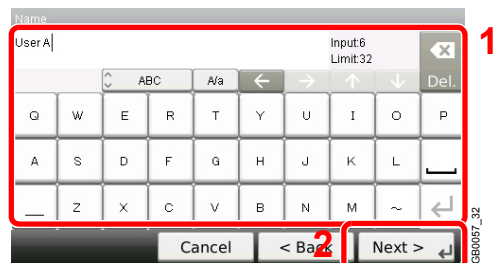 Name
User A
Input:6
Limit:32
1
ABC A/a ← → ↑ ↓ Del.
Q W E R T Y U I O P
A S D F G H J K L
_ Z X C V B N M ~
2
Cancel < Back Next >
GB0057_32